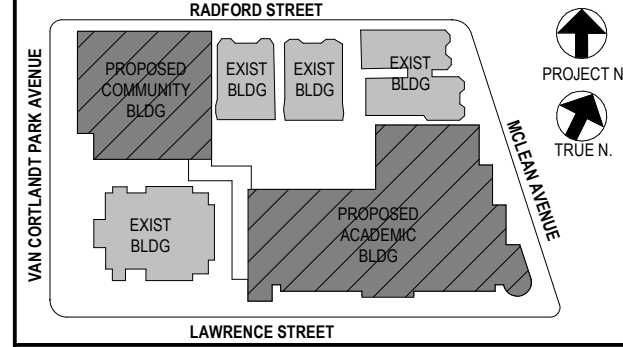 RADFORD STREET
VAN CORTLANDT PARK AVENUE
PROPOSED
COMMUNITY
BLDG
EXIST
BLDG
EXIST
BLDG
EXIST
BLDG
PROJECT N
TRUE N.
MCLEAN AVENUE
EXIST
BLDG
PROPOSED
ACADEMIC
BLDG
LAWRENCE STREET